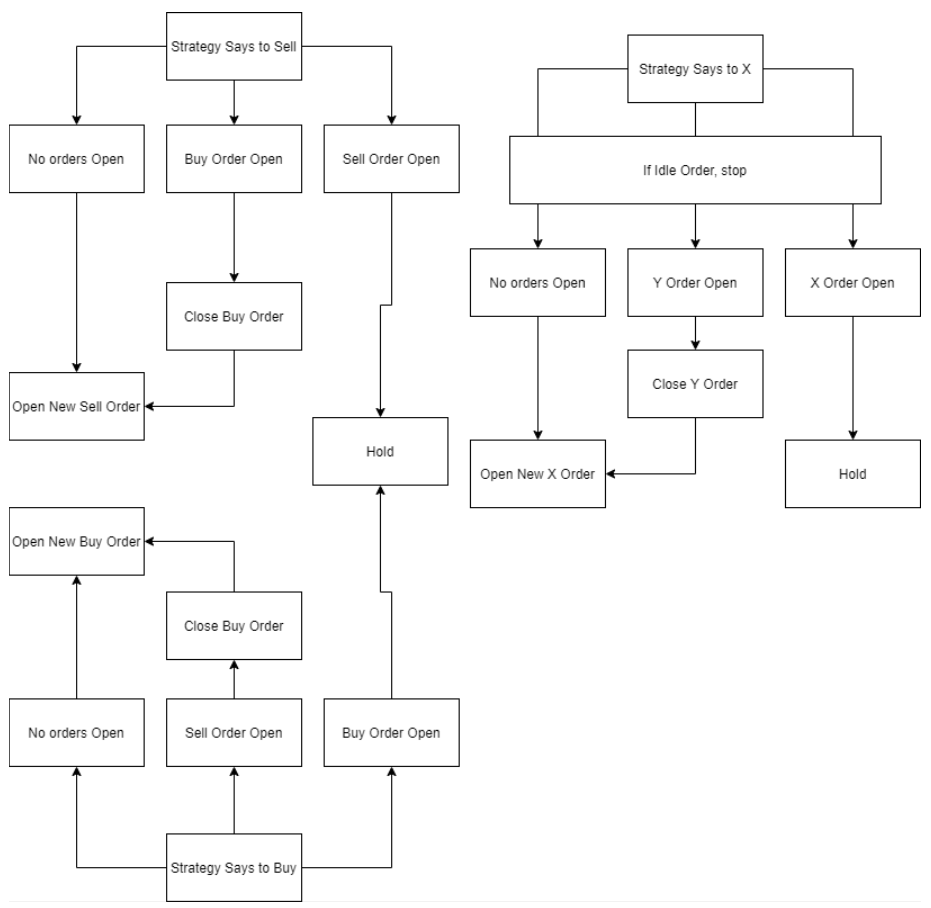 Strategy Says to Sell
No orders Open
Buy Order Open
Sell Order Open
Close Buy Order
Open New Sell Order
Hold
Open New Buy Order
Close Buy Order
No orders Open
Sell Order Open
Buy Order Open
Strategy Says to Buy
Strategy Says to X
If Idle Order, stop
No orders Open
Y Order Open
X Order Open
Close Y Order
Open New X Order
Hold